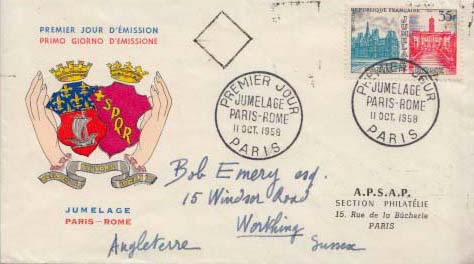 PREMIER JOUR D'ÉMISSION
PRIMO GIORNO D'EMISSIONE
SPQR
JUMELAGE
PARIS-ROME
PREMIER JOUR
JUMELAGE
PARIS-ROME
11 OCT. 1958
PARIS
RÉPUBLIQUE FRANÇAISE
35F
PREMIER JOUR
JUMELAGE
PARIS-ROME
11 OCT. 1958
PARIS
Bob Emery esq.
15 Windsor Road
Worthing
Sussex
Angleterre
A.P.S.A.P.
SECTION PHILATÉLIE
15. Rue de la Bûcherie
PARIS